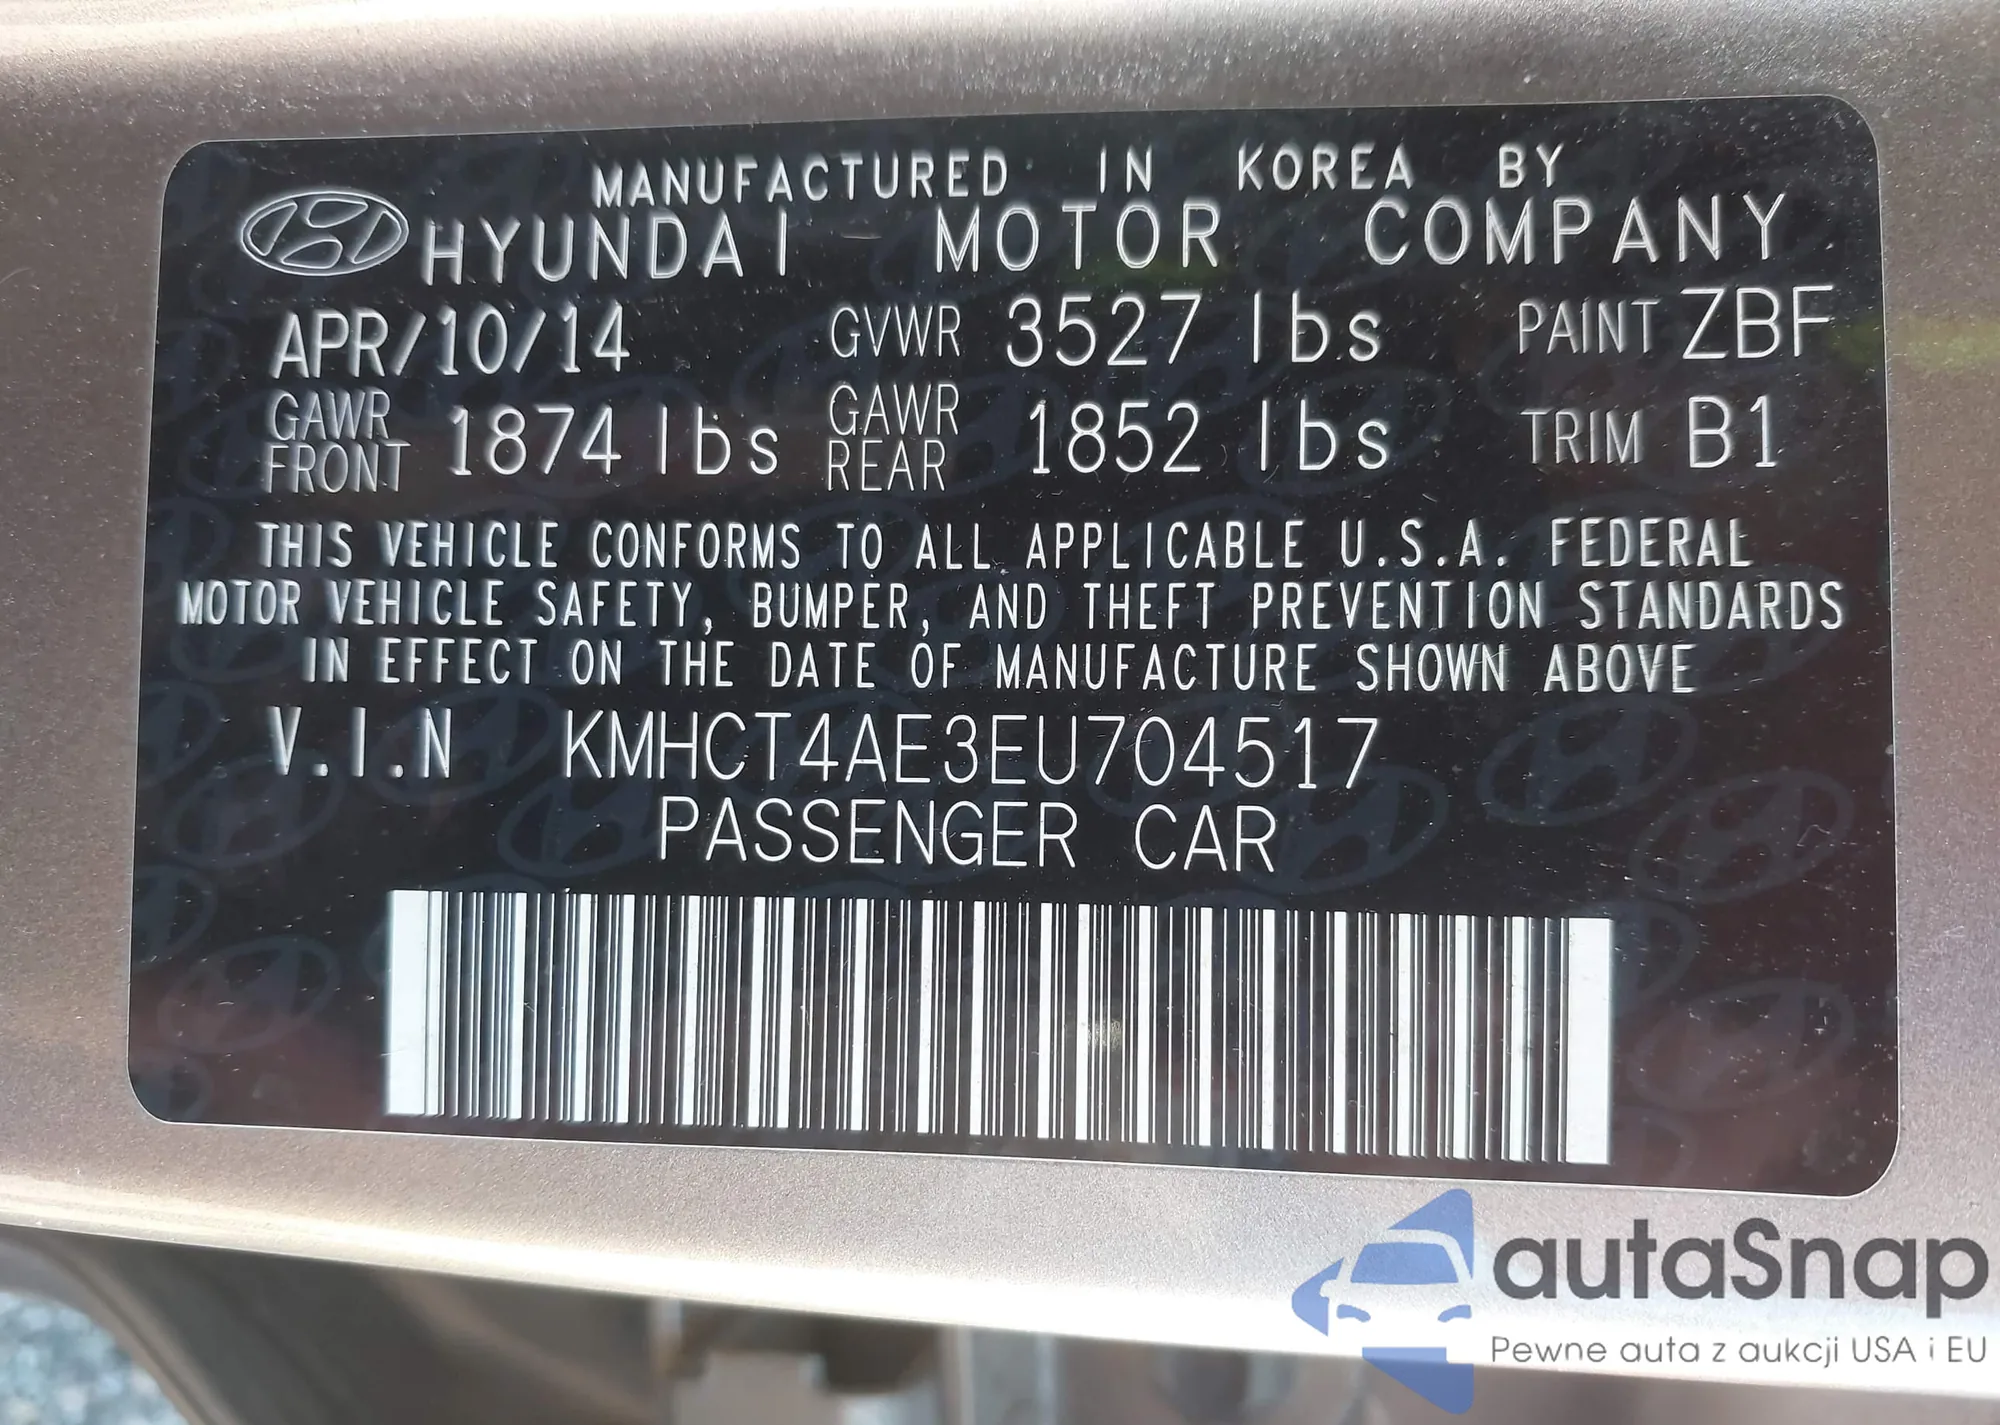 MANUFACTURED IN KOREA BY
HYUNDAI MOTOR COMPANY
APR/10/14 GVWR 3527 lbs PAINT ZBF
GAWR FRONT 1874 lbs GAWR REAR 1852 lbs TRIM B1
THIS VEHICLE CONFORMS TO ALL APPLICABLE U.S.A. FEDERAL
MOTOR VEHICLE SAFETY, BUMPER, AND THEFT PREVENTION STANDARDS
IN EFFECT ON THE DATE OF MANUFACTURE SHOWN ABOVE
V.I.N KMHCT4AE3EU704517
PASSENGER CAR
autaSnap
Pewne auta z aukcji USA i EU